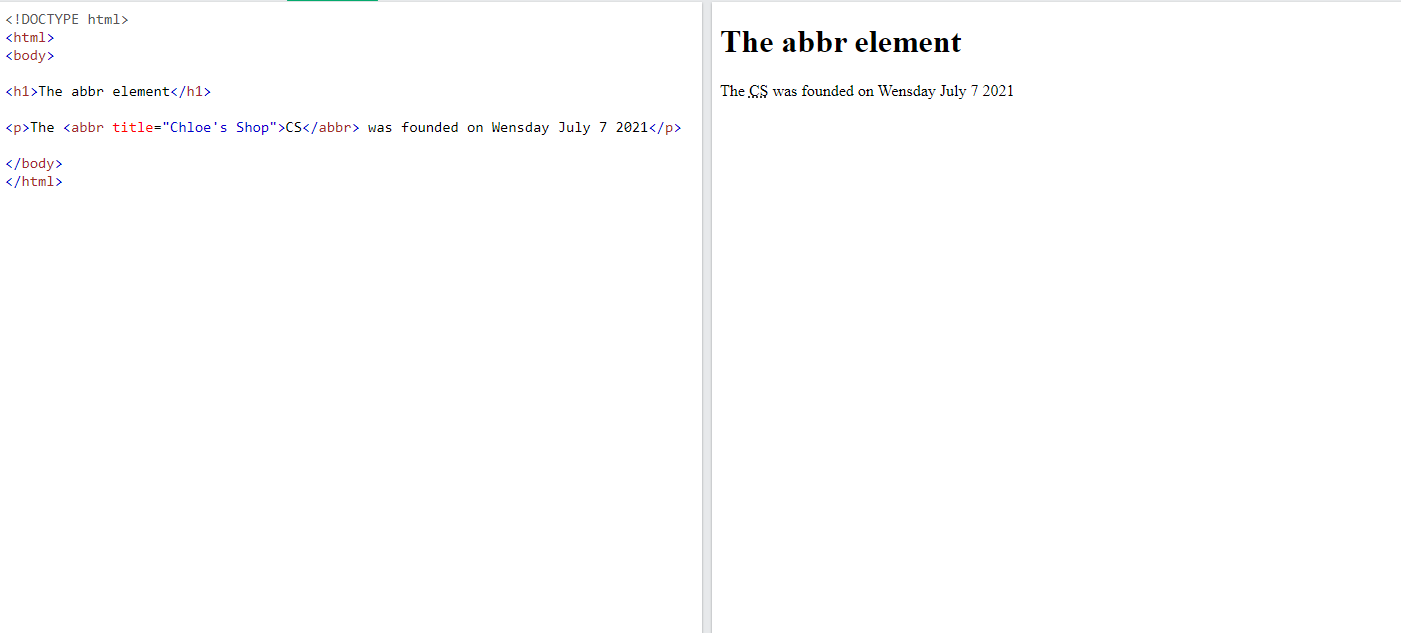 <!DOCTYPE html>
<html>
<body>
<h1>The abbr element</h1>
<p>The <abbr title="Chloe's Shop">CS</abbr> was founded on Wensday July 7 2021</p>
</body>
</html>
The abbr element
The CS was founded on Wensday July 7 2021